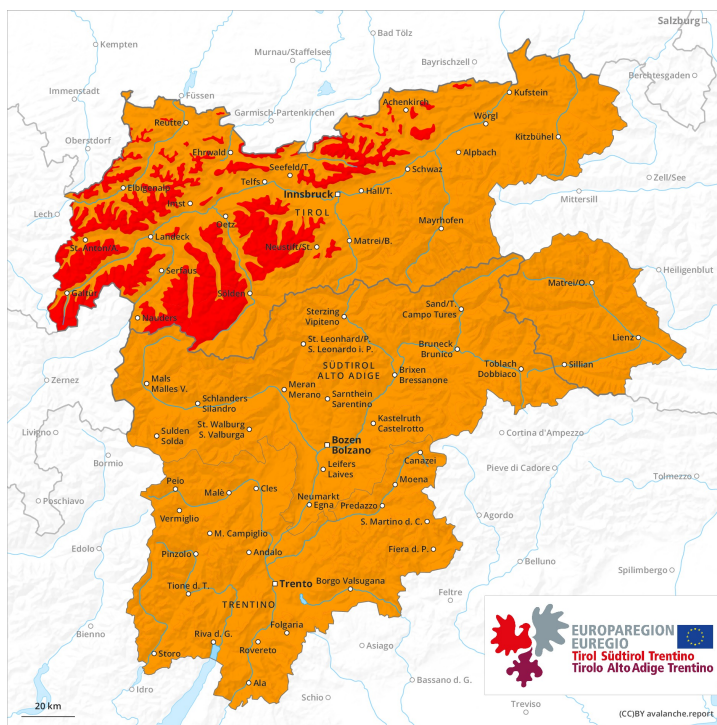 Salzburg
Bad Tölz
Kempten
Murnau/Staffelsee
Bayrischzell
Berchtesgaden
Immenstadt
Füssen
Garmisch-Partenkirchen
Achenkirch
Kufstein
Reutte
Wörgl
Oberstdorf
Ehrwald
Kitzbühel
Alpbach
Seefeld/T.
Schwaz
Telfs
Zell/See
Elbigenalp
Innsbruck
Hall/T.
Mittersill
Imst
Lech
TIROL
Oetz
Mayrhofen
Landeck
St. Anton/A.
Neustift/St.
Matrei/B.
Serfaus
Heiligenblut
Galtür
Sölden
Matrei/O.
Nauders
Sterzing
Vipiteno
Sand/T.
Campo Tures
Lienz
St. Leonhard/P.
S. Leonardo i. P.
Bruneck
Brunico
SÜDTIROL
ALTO ADIGE
Toblach
Dobbiaco
Sillian
Zernez
Mals
Malles V.
Meran
Merano
Brixen
Bressanone
Schlanders
Silandro
Sarnthein
Sarentino
St. Walburg
S. Valburga
Kastelruth
Castelrotto
Livigno
Sulden
Solda
Bozen
Bolzano
Cortina d'Ampezzo
Bormio
Canazei
Leifers
Laives
Pieve di Cadore
Tolmezzo
Peio
Malè
Cles
Moena
Poschiavo
Neumarkt
Egna
Predazzo
Vermiglio
Agordo
S. Martino d. C.
M. Campiglio
Edolo
Pinzolo
Andalo
Fiera d. P.
Belluno
Spilimbergo
Tione d. T.
Trento
Borgo Valsugana
Feltre
TRENTINO
Folgaria
Bienno
Riva d. G.
Rovereto
Asiago
Storo
Bassano d. G.
Idro
Ala
Schio
Treviso
EUROPAREGION
EUREGIO
Tirol Südtirol Trentino
Tirolo Alto Adige Trentino
20 km
(CC)BY avalanche.report